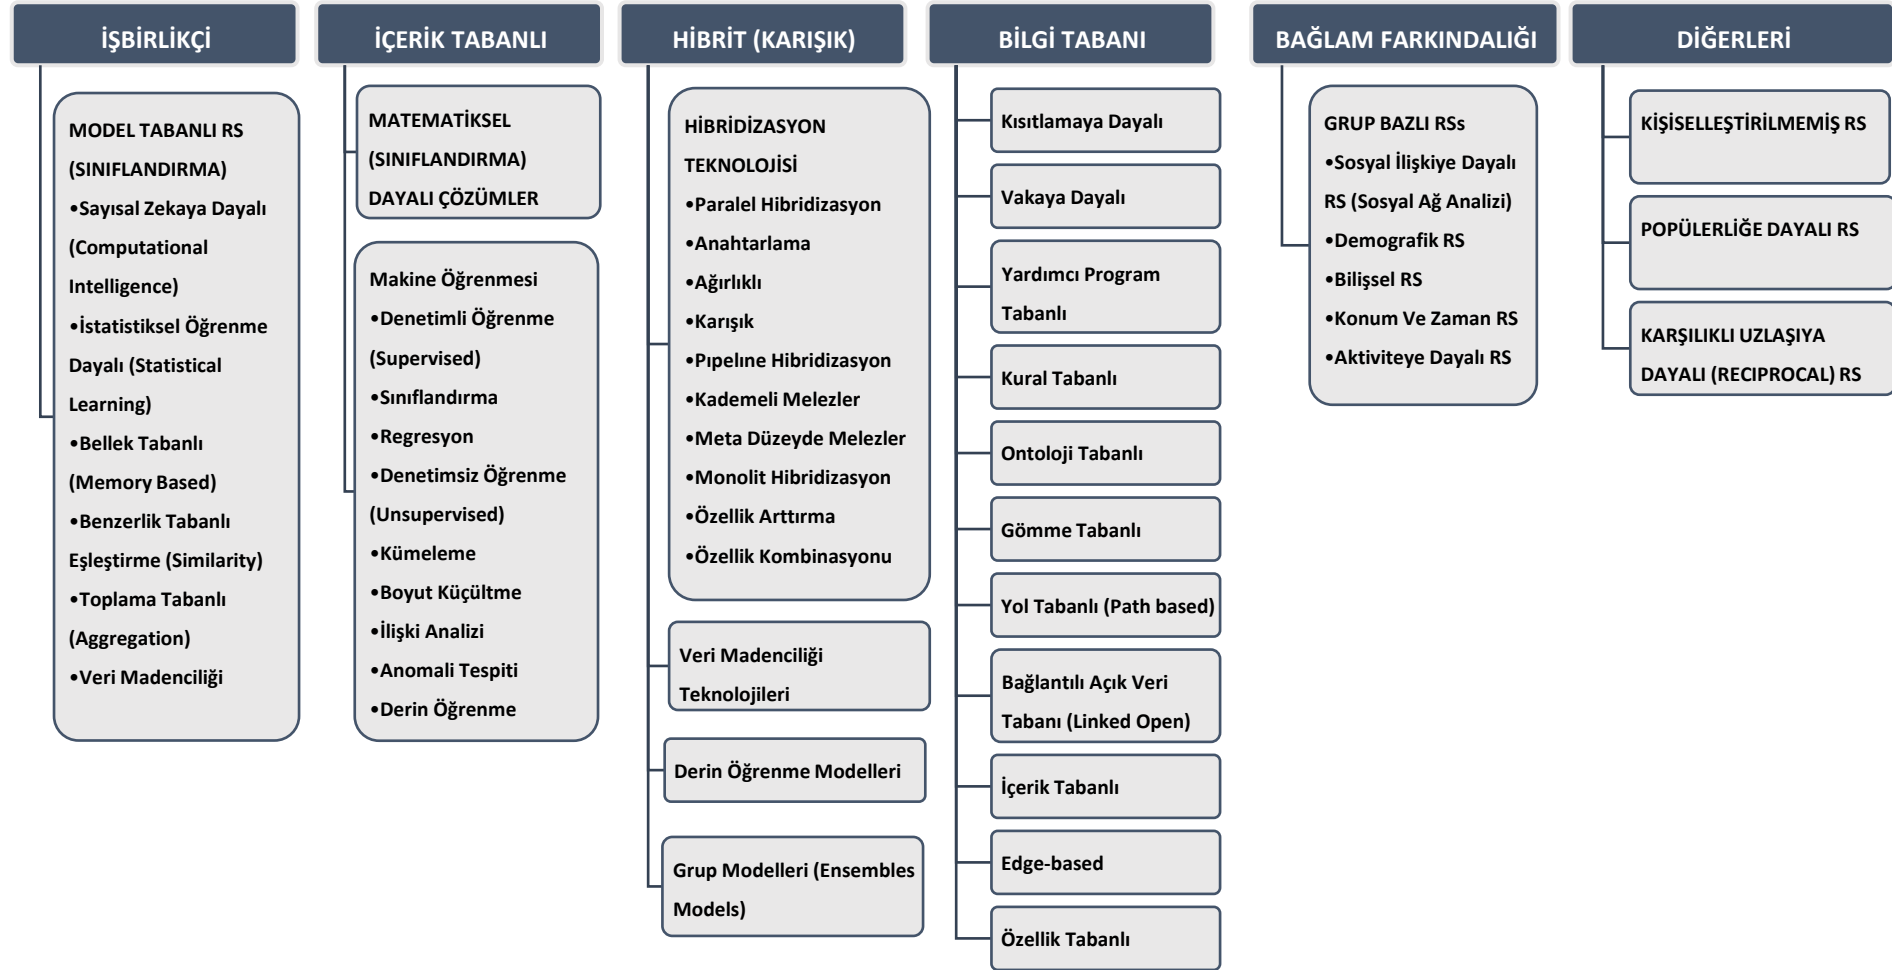 İŞBİRLİKÇİ
MODEL TABANLI RS
(SINIFLANDIRMA)
•Sayısal Zekaya Dayalı
(Computational
Intelligence)
•İstatistiksel Öğrenme
Dayalı (Statistical
Learning)
•Bellek Tabanlı
(Memory Based)
•Benzerlik Tabanlı
Eşleştirme (Similarity)
•Toplama Tabanlı
(Aggregation)
•Veri Madenciliği
İÇERİK TABANLI
MATEMATİKSEL
(SINIFLANDIRMA)
DAYALI ÇÖZÜMLER
Makine Öğrenmesi
•Denetimli Öğrenme
(Supervised)
•Sınıflandırma
•Regresyon
•Denetimsiz Öğrenme
(Unsupervised)
•Kümeleme
•Boyut Küçültme
•İlişki Analizi
•Anomali Tespiti
•Derin Öğrenme
HİBRİT (KARIŞIK)
HİBRİDİZASYON
TEKNOLOJİSİ
•Paralel Hibridizasyon
•Anahtarlama
•Ağırlıklı
•Karışık
•Pıpelıne Hibridizasyon
•Kademeli Melezler
•Meta Düzeyde Melezler
•Monolit Hibridizasyon
•Özellik Arttırma
•Özellik Kombinasyonu
Veri Madenciliği
Teknolojileri
Derin Öğrenme Modelleri
Grup Modelleri (Ensembles
Models)
BİLGİ TABANI
Kısıtlamaya Dayalı
Vakaya Dayalı
Yardımcı Program
Tabanlı
Kural Tabanlı
Ontoloji Tabanlı
Gömme Tabanlı
Yol Tabanlı (Path based)
Bağlantılı Açık Veri
Tabanı (Linked Open)
İçerik Tabanlı
Edge-based
Özellik Tabanlı
BAĞLAM FARKINDALIĞI
GRUP BAZLI RSs
•Sosyal İlişkiye Dayalı
RS (Sosyal Ağ Analizi)
•Demografik RS
•Bilişsel RS
•Konum Ve Zaman RS
•Aktiviteye Dayalı RS
DİĞERLERİ
KİŞİSELLEŞTİRİLMEMİŞ RS
POPÜLERLİĞE DAYALI RS
KARŞILIKLI UZLAŞIYA
DAYALI (RECIPROCAL) RS